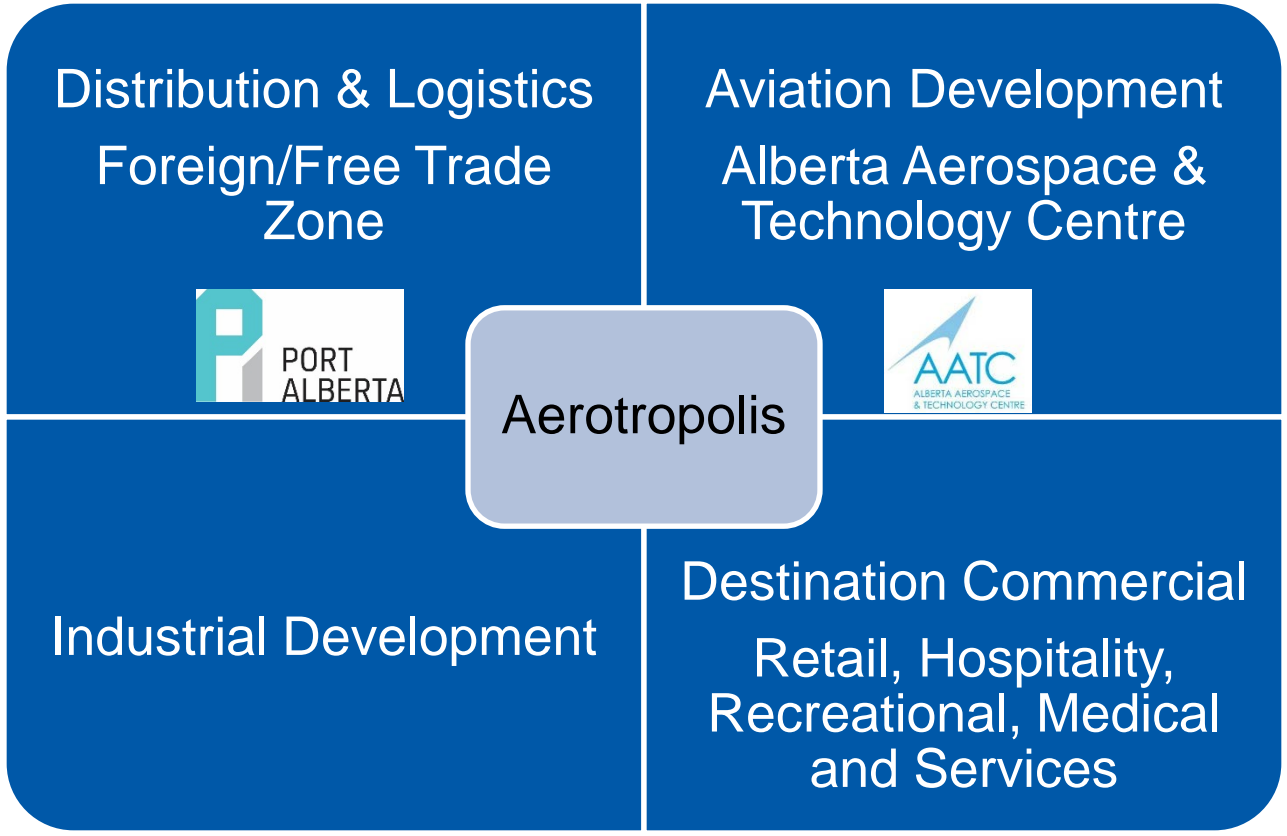 Distribution & Logistics
Foreign/Free Trade
Zone
PORT
ALBERTA
Aviation Development
Alberta Aerospace &
Technology Centre
AATC
ALBERTA AEROSPACE
& TECHNOLOGY CENTRE
Aerotropolis
Industrial Development
Destination Commercial
Retail, Hospitality,
Recreational, Medical
and Services